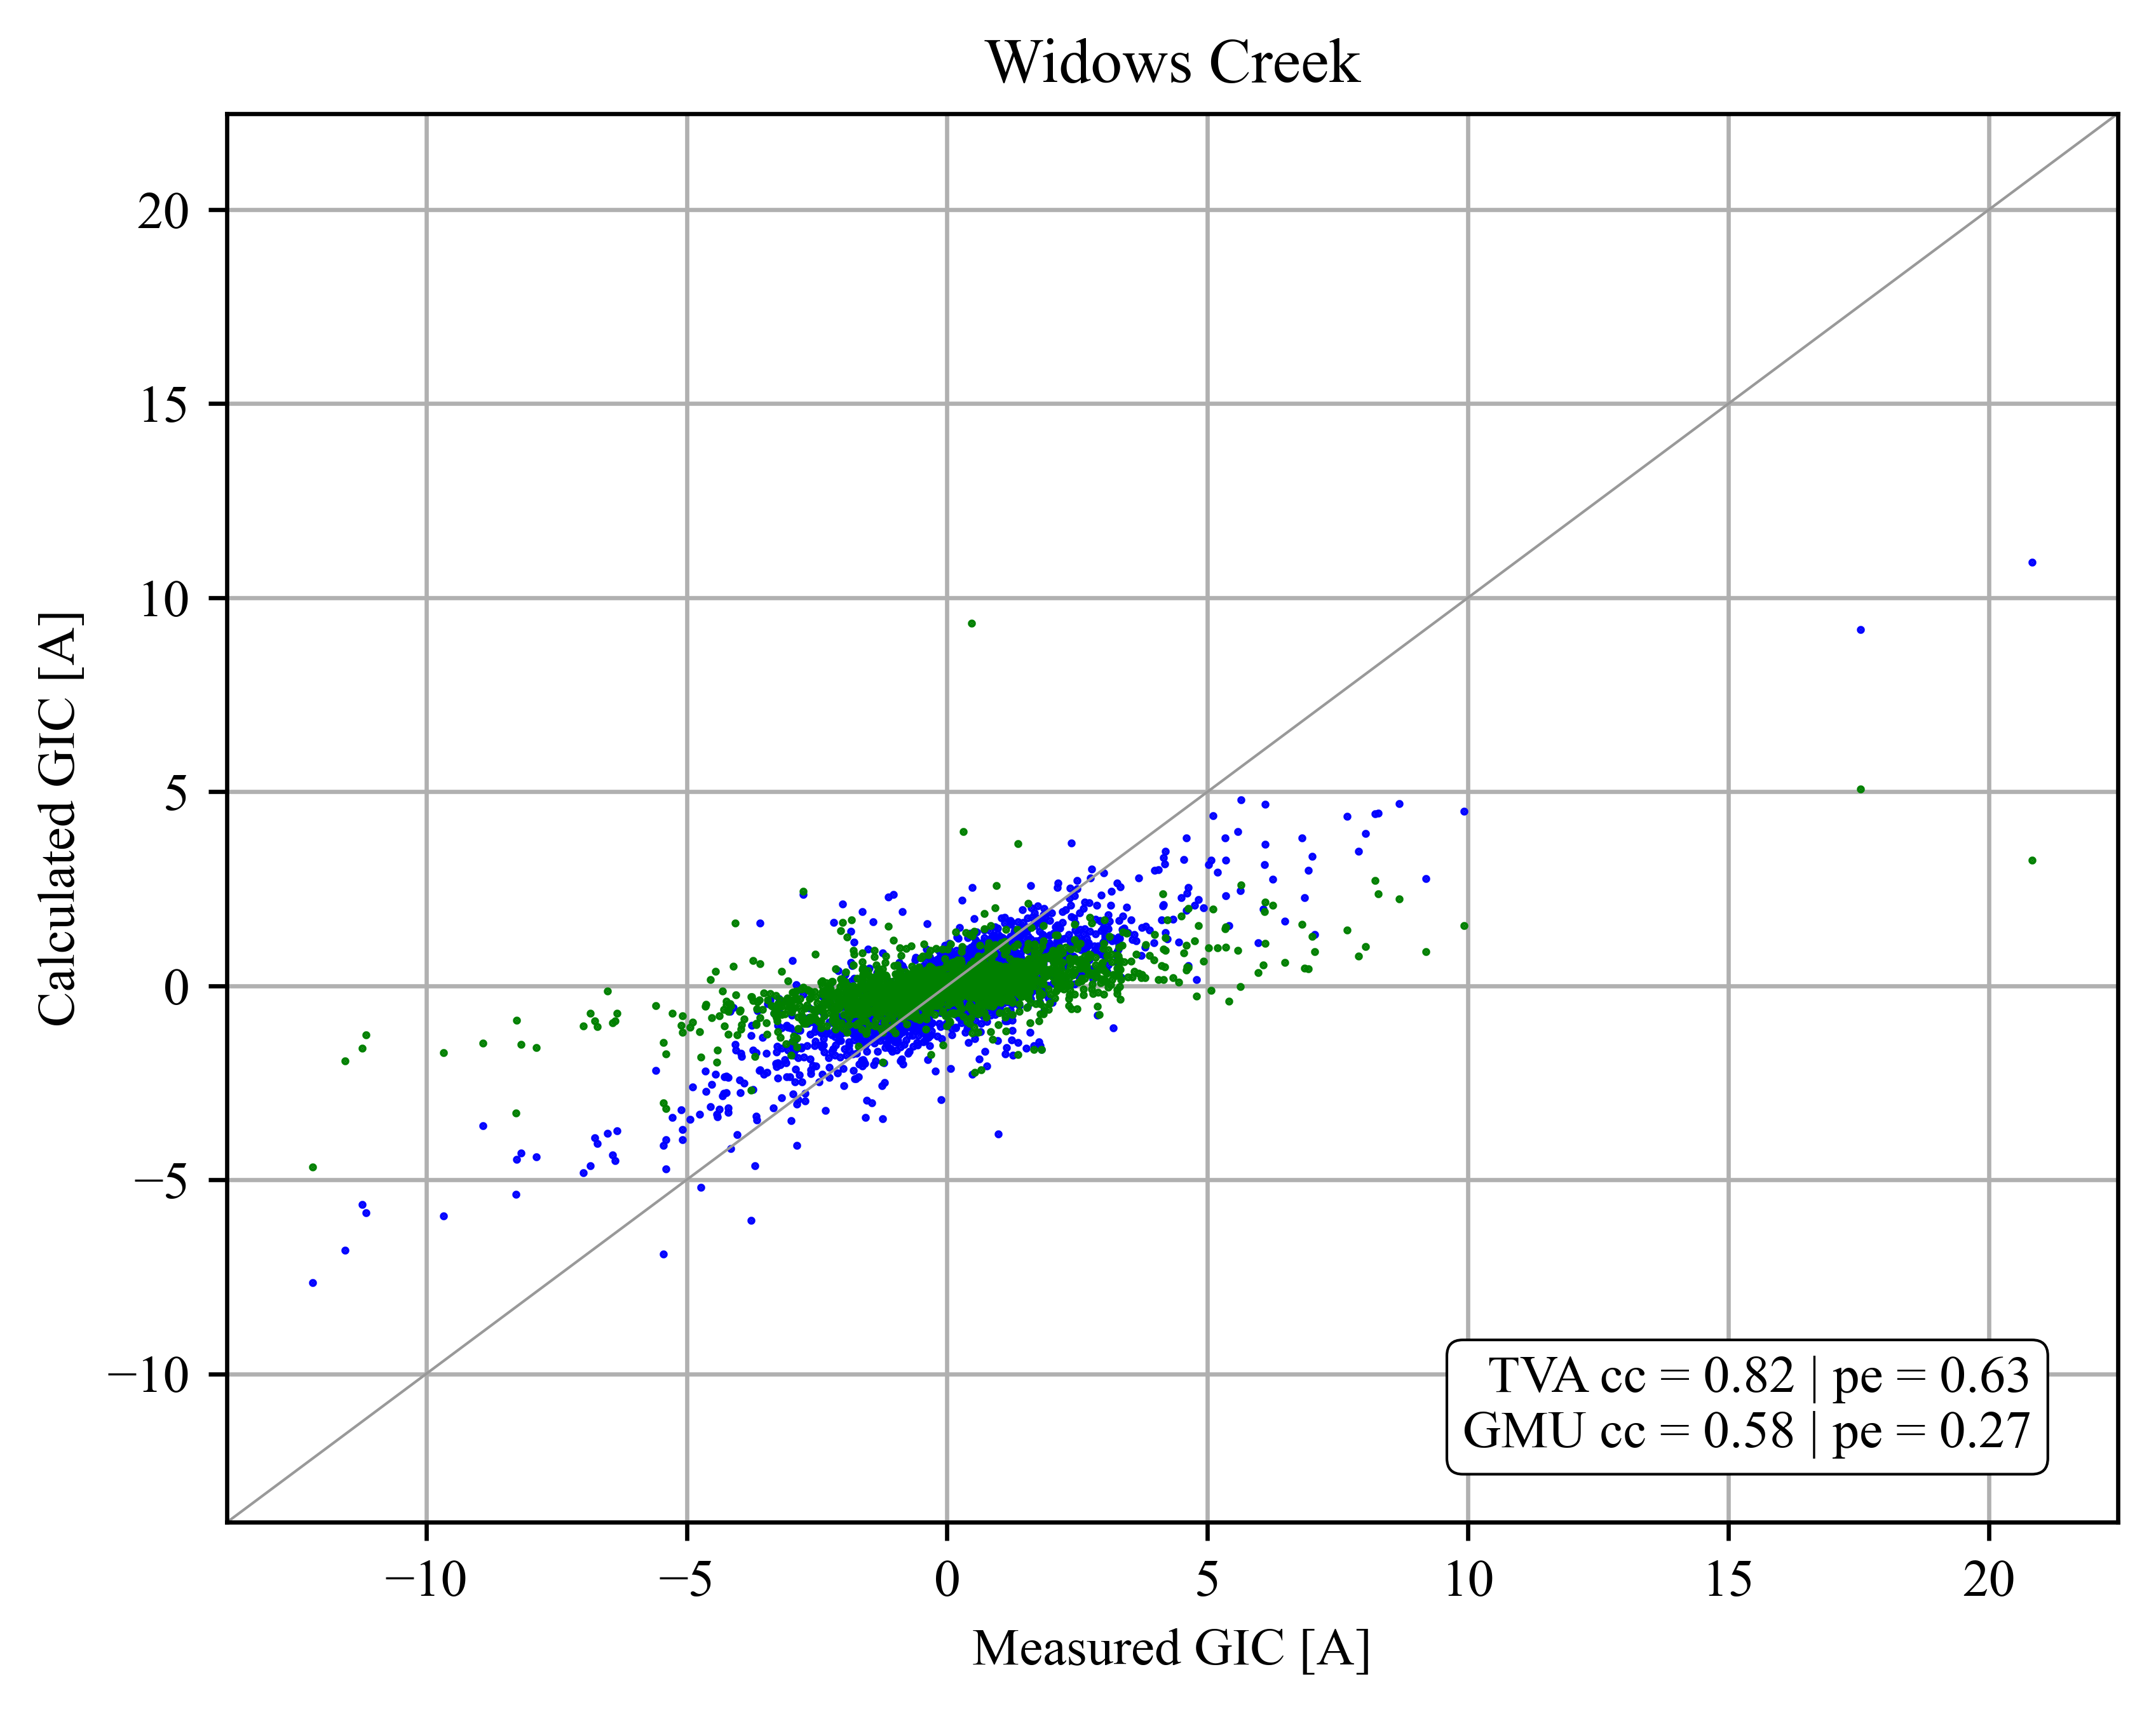 Widows Creek
20
15
10
5
0
−5
−10
Calculated GIC [A]
TVA cc = 0.82 | pe = 0.63
GMU cc = 0.58 | pe = 0.27
−10 −5 0 5 10 15 20
Measured GIC [A]